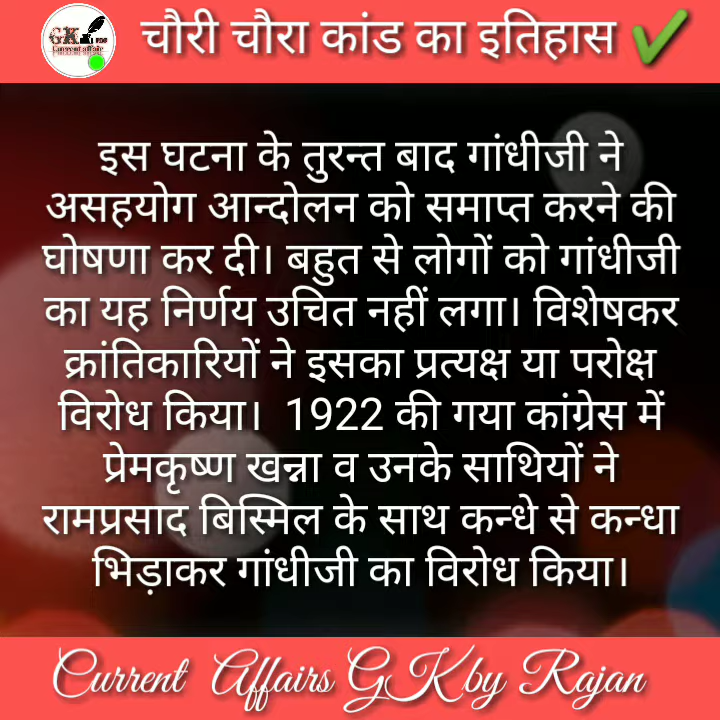 चौरी चौरा कांड का इतिहास
इस घटना के तुरन्त बाद गांधीजी ने
असहयोग आन्दोलन को समाप्त करने की
घोषणा कर दी। बहुत से लोगों को गांधीजी
का यह निर्णय उचित नहीं लगा। विशेषकर
क्रांतिकारियों ने इसका प्रत्यक्ष या परोक्ष
विरोध किया। 1922 की गया कांग्रेस में
प्रेमकृष्ण खन्ना व उनके साथियों ने
रामप्रसाद बिस्मिल के साथ कन्धे से कन्धा
भिड़ाकर गांधीजी का विरोध किया।
Current Affairs GK by Rajan